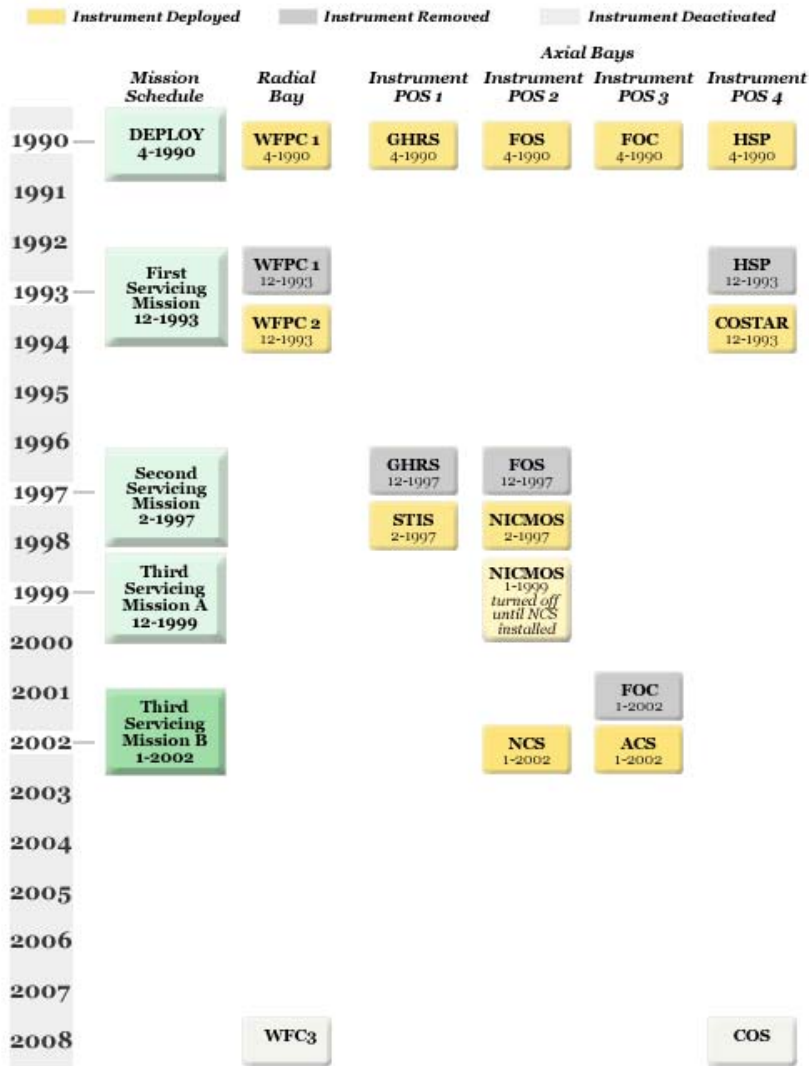 Instrument Deployed
Instrument Removed
Instrument Deactivated
Axial Bays
Mission
Schedule
Radial
Bay
Instrument
POS 1
Instrument
POS 2
Instrument
POS 3
Instrument
POS 4
1990
DEPLOY
4-1990
WFPC 1
4-1990
GHRS
4-1990
FOS
4-1990
FOC
4-1990
HSP
4-1990
1991
1992
First
Servicing
Mission
12-1993
WFPC 1
12-1993
HSP
12-1993
1993
WFPC 2
12-1993
COSTAR
12-1993
1994
1995
1996
Second
Servicing
Mission
2-1997
GHRS
12-1997
FOS
12-1997
1997
STIS
2-1997
NICMOS
2-1997
1998
Third
Servicing
Mission A
12-1999
NICMOS
1-1999
turned off
until NCS
installed
1999
2000
2001
Third
Servicing
Mission B
1-2002
FOC
1-2002
2002
NCS
1-2002
ACS
1-2002
2003
2004
2005
2006
2007
2008
WFC3
COS